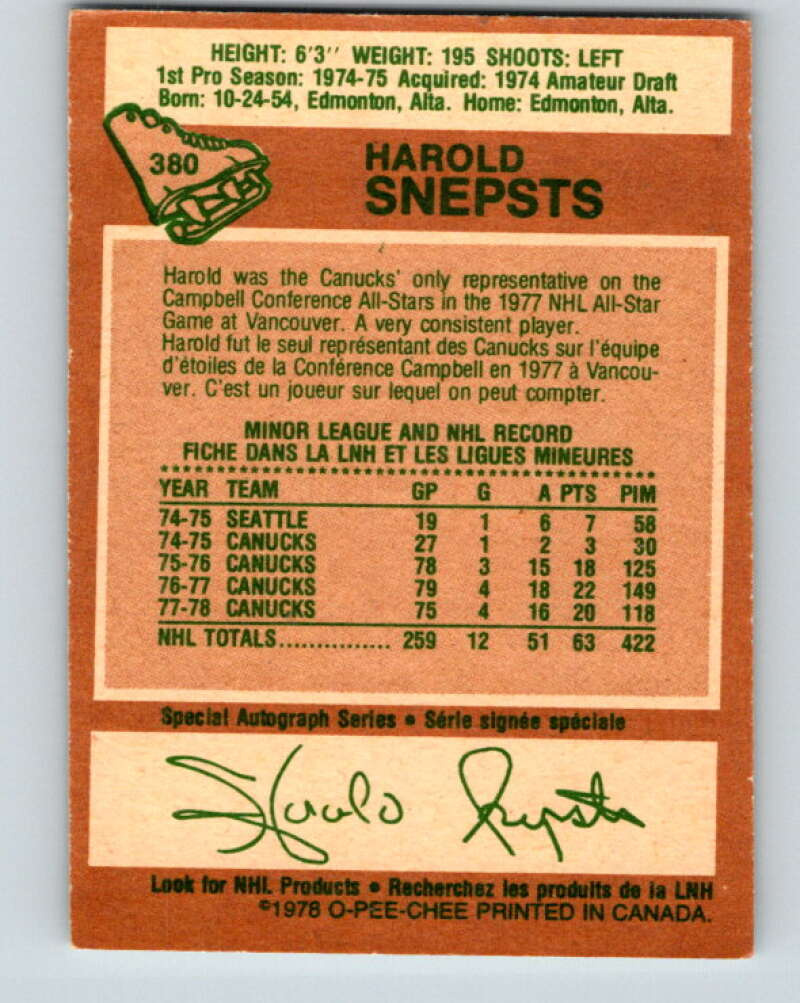 HEIGHT: 6'3'' WEIGHT: 195 SHOOTS: LEFT
1st Pro Season: 1974-75 Acquired: 1974 Amateur Draft
Born: 10-24-54, Edmonton, Alta. Home: Edmonton, Alta.
380
HAROLD
SNEPSTS
Harold was the Canucks' only representative on the
Campbell Conference All-Stars in the 1977 NHL All-Star
Game at Vancouver. A very consistent player.
Harold fut le seul représentant des Canucks sur l'équipe
d'étoiles de la Conférence Campbell en 1977 à Vancou-
ver. C'est un joueur sur lequel on peut compter.
MINOR LEAGUE AND NHL RECORD
FICHE DANS LA LNH ET LES LIGUES MINEURES
YEAR TEAM GP G A PTS PIM
74-75 SEATTLE 19 1 6 7 58
74-75 CANUCKS 27 1 2 3 30
75-76 CANUCKS 78 3 15 18 125
76-77 CANUCKS 79 4 18 22 149
77-78 CANUCKS 75 4 16 20 118
NHL TOTALS............... 259 12 51 63 422
Special Autograph Series • Série signée spéciale
Harold Snepsts
Look for NHL Products • Recherchez les produits de la LNH
©1978 O-PEE-CHEE PRINTED IN CANADA.